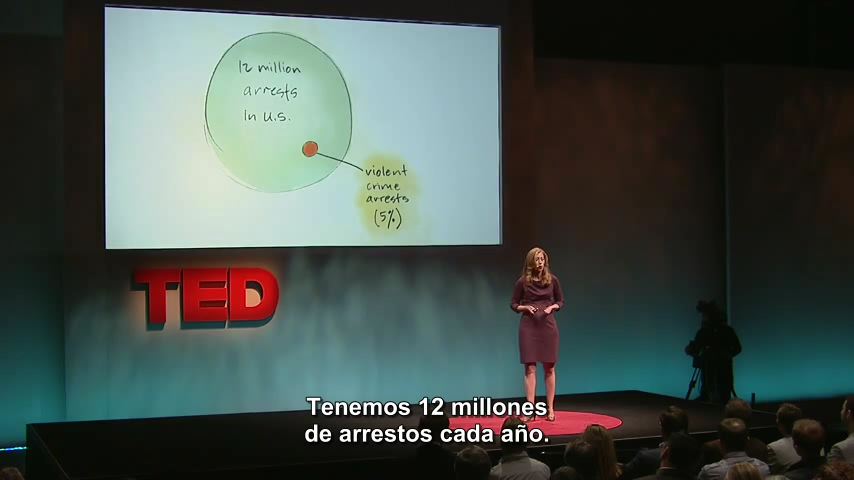 12 million
arrests
in u.s.
violent
crime
arrests
(5%)
TED
Tenemos 12 millones
de arrestos cada año.